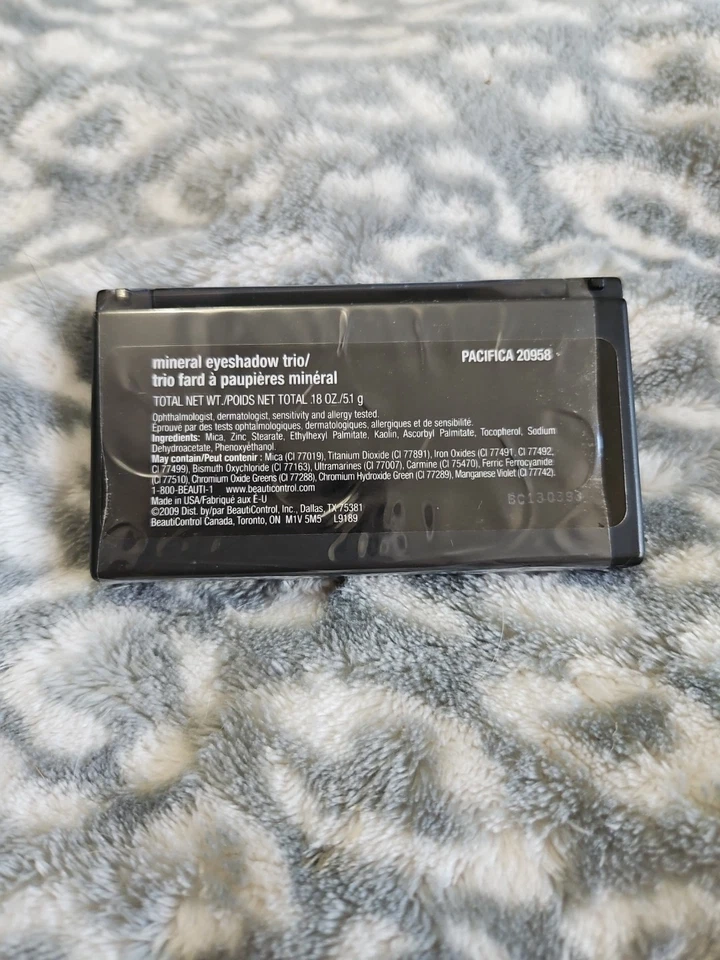 mineral eyeshadow trio/
PACIFICA 20958
trio fard à paupières minéral
TOTAL NET WT./POIDS NET TOTAL .18 OZ./5.1 g
Ophthalmologist, dermatologist, sensitivity and allergy tested.
Éprouvé par des tests ophtalmologiques, dermatologiques, allergiques et de sensibilité.
Ingredients: Mica, Zinc Stearate, Ethylhexyl Palmitate, Kaolin, Ascorbyl Palmitate, Tocopherol, Sodium
Dehydroacetate, Phenoxyethanol.
May contain/Peut contenir : Mica (CI 77019), Titanium Dioxide (CI 77891), Iron Oxides (CI 77491, CI 77492,
CI 77499), Bismuth Oxychloride (CI 77163), Ultramarines (CI 77007), Carmine (CI 75470), Ferric Ferrocyanide
(CI 77510), Chromium Oxide Greens (CI 77288), Chromium Hydroxide Green (CI 77289), Manganese Violet (CI 77742).
1-800-BEAUTI-1 www.beauticontrol.com
Made in USA/Fabriqué aux É-U
©2009 Dist. by/par BeautiControl, Inc., Dallas, TX 75381
BeautiControl Canada, Toronto, ON M1V 5M5 L9189